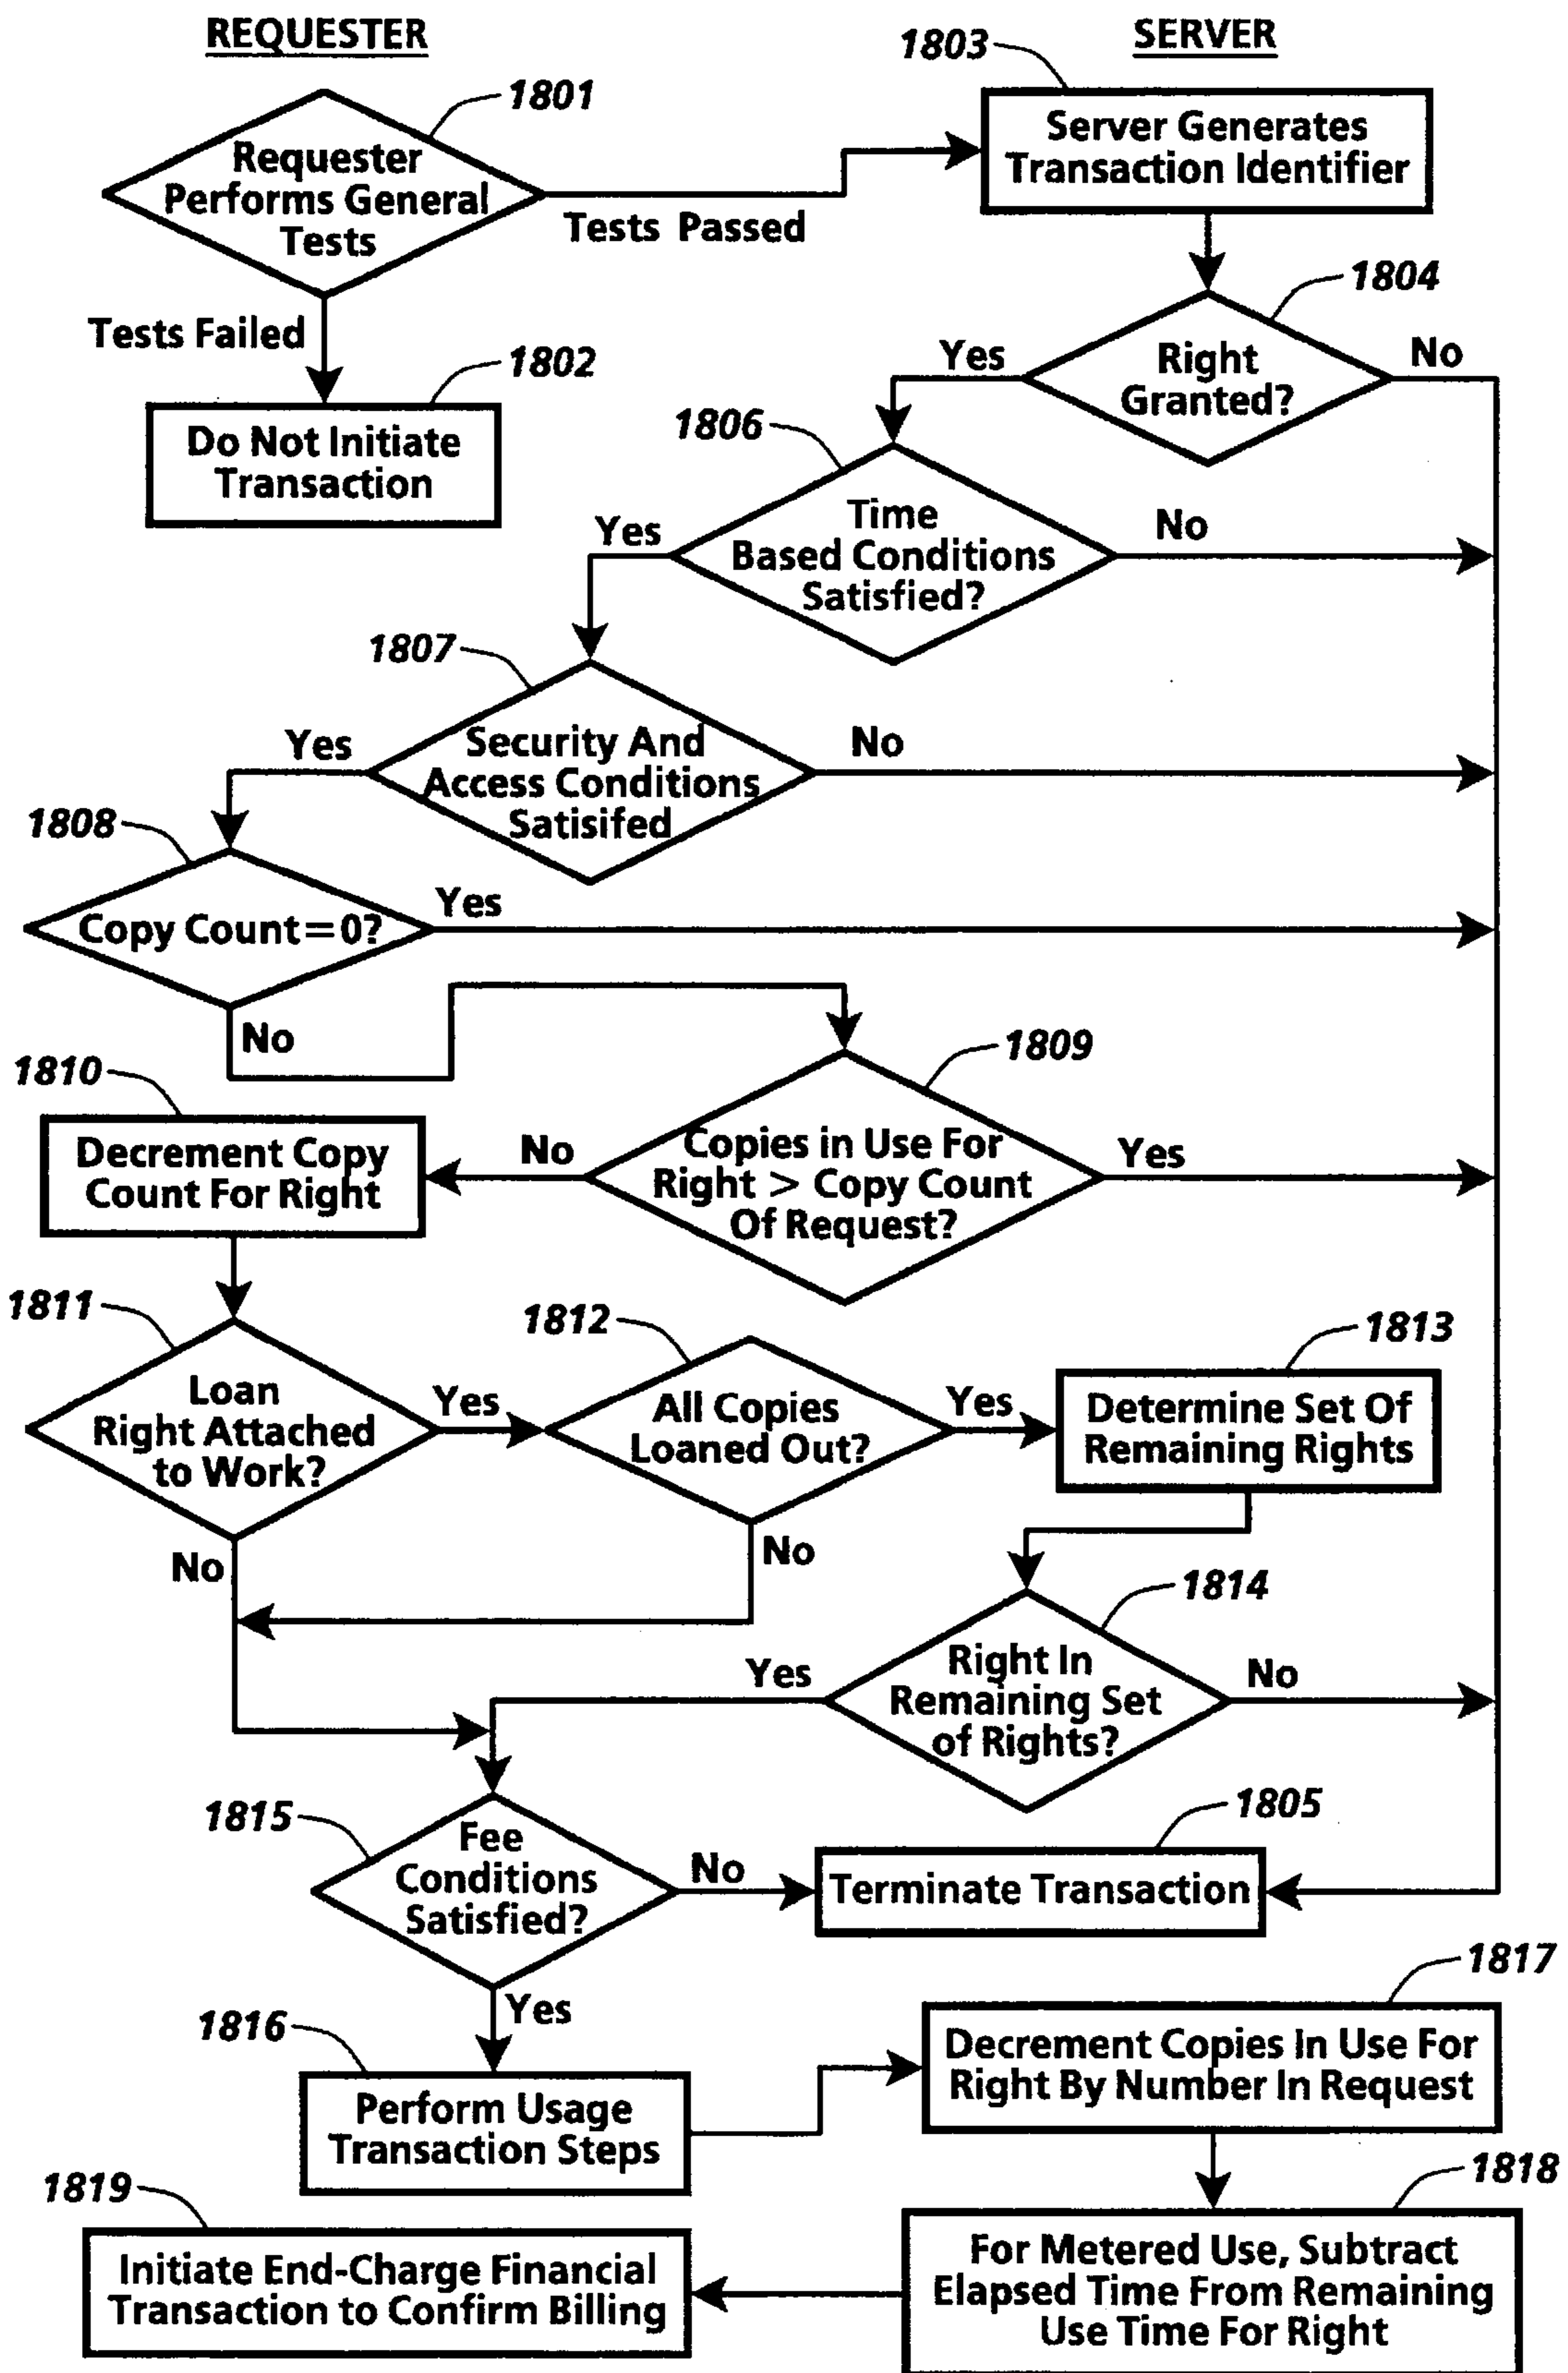 REQUESTER
SERVER
1801
1803
Requester
Performs General
Tests
Tests Passed
Server Generates
Transaction Identifier
Tests Failed
1802
Do Not Initiate
Transaction
1804
Yes
Right
Granted?
No
1806
Yes
Time
Based Conditions
Satisfied?
No
1807
Yes
Security And
Access Conditions
Satisifed
No
1808
Copy Count=0?
Yes
No
1809
1810
Decrement Copy
Count For Right
No
Copies in Use For
Right > Copy Count
Of Request?
Yes
1811
Loan
Right Attached
to Work?
Yes
No
1812
All Copies
Loaned Out?
Yes
No
1813
Determine Set Of
Remaining Rights
1814
Yes
Right In
Remaining Set
of Rights?
No
1815
Fee
Conditions
Satisfied?
No
1805
Terminate Transaction
Yes
1816
Perform Usage
Transaction Steps
1817
Decrement Copies In Use For
Right By Number In Request
1818
For Metered Use, Subtract
Elapsed Time From Remaining
Use Time For Right
1819
Initiate End-Charge Financial
Transaction to Confirm Billing